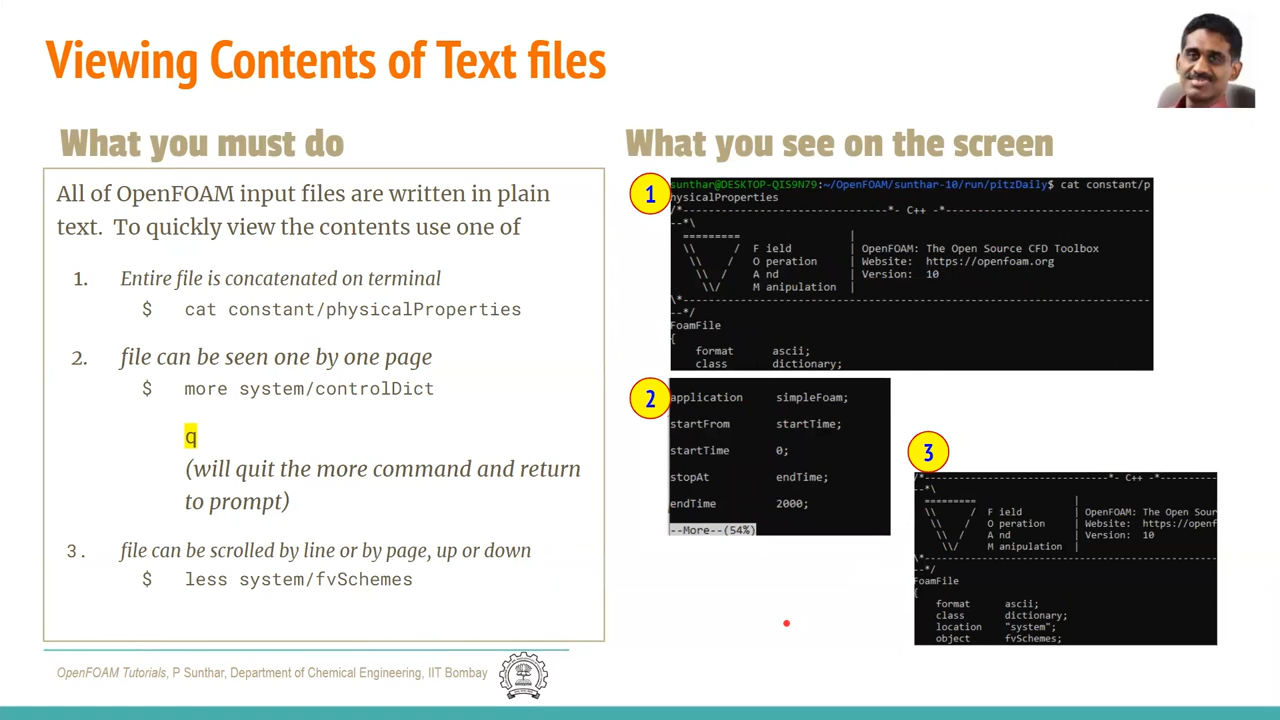 Viewing Contents of Text files
What you must do
All of OpenFOAM input files are written in plain
text. To quickly view the contents use one of
1. Entire file is concatenated on terminal
$ cat constant/physicalProperties
2. file can be seen one by one page
$ more system/controlDict
q
(will quit the more command and return
to prompt)
3. file can be scrolled by line or by page, up or down
$ less system/fvSchemes
What you see on the screen
1
sunthar@DESKTOP-QIS9N79:~/OpenFOAM/sunthar-10/run/pitzDaily$ cat constant/p
hysicalProperties
/*--------------------------------*- C++ -*------------------------------
--*\
=========                 |
\\      /  F ield         | OpenFOAM: The Open Source CFD Toolbox
\\    /   O peration     | Website:  https://openfoam.org
\\  /    A nd           | Version:  10
\\/     M anipulation  |
\*-----------------------------------------------------------------------
--*/
FoamFile
{
format      ascii;
class       dictionary;
2
application     simpleFoam;
startFrom       startTime;
startTime       0;
stopAt          endTime;
endTime         2000;
--More--(54%)
3
/*--------------------------------*- C++ -*----------------
--*\
=========                 |
\\      /  F ield         | OpenFOAM: The Open Sour
\\    /   O peration     | Website:  https://openf
\\  /    A nd           | Version:  10
\\/     M anipulation  |
\*---------------------------------------------------------
--*/
FoamFile
{
format      ascii;
class       dictionary;
location    "system";
object      fvSchemes;
OpenFOAM Tutorials, P Sunthar, Department of Chemical Engineering, IIT Bombay